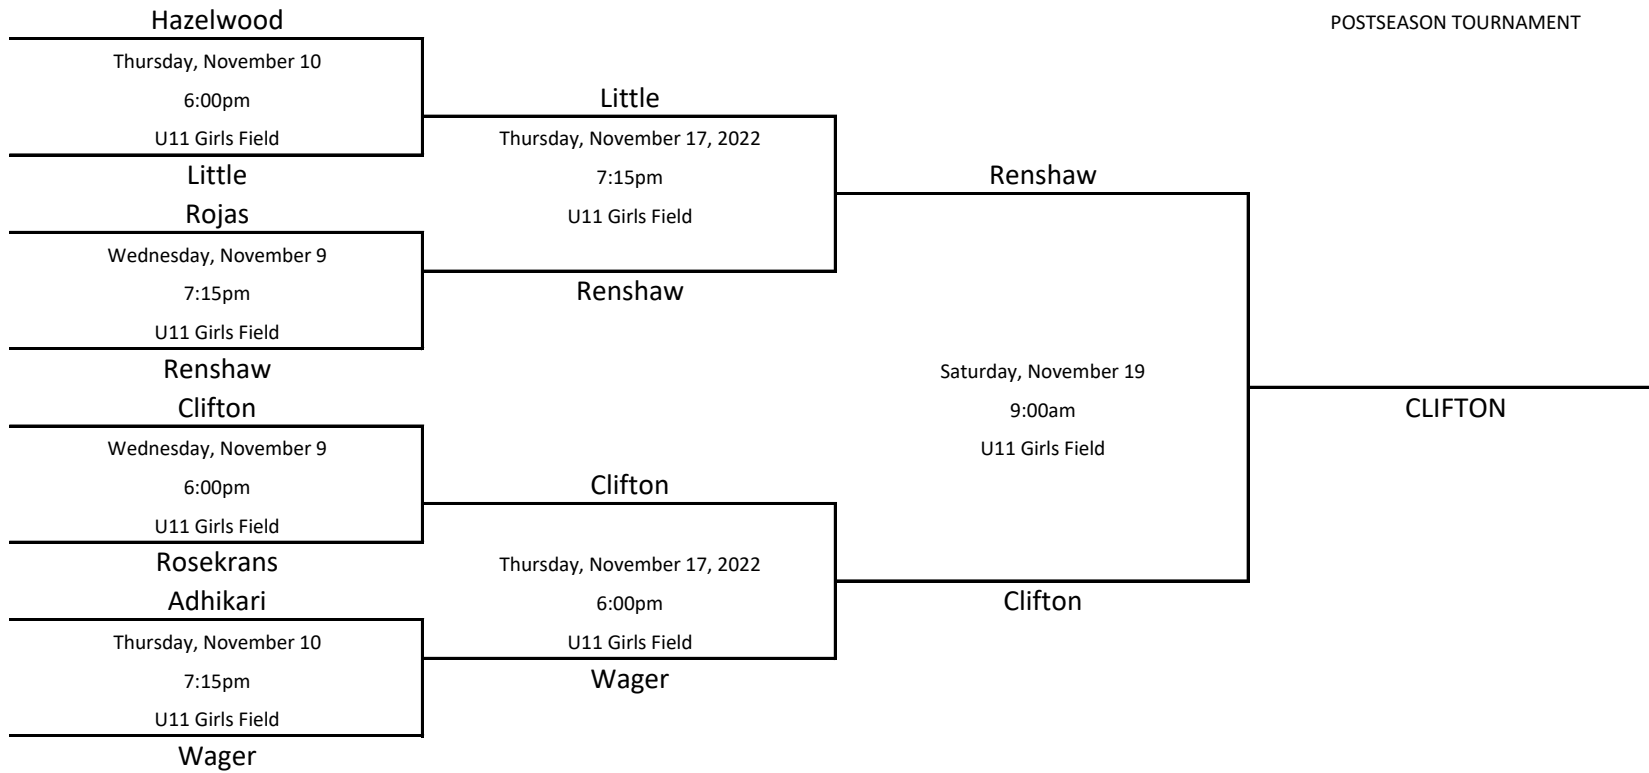 POSTSEASON TOURNAMENT
Hazelwood
Thursday, November 10
6:00pm
U11 Girls Field
Little
Rojas
Wednesday, November 9
7:15pm
U11 Girls Field
Renshaw
Clifton
Wednesday, November 9
6:00pm
U11 Girls Field
Rosekrans
Adhikari
Thursday, November 10
7:15pm
U11 Girls Field
Wager
Little
Thursday, November 17, 2022
7:15pm
U11 Girls Field
Renshaw
Clifton
Thursday, November 17, 2022
6:00pm
U11 Girls Field
Wager
Renshaw
Saturday, November 19
9:00am
U11 Girls Field
Clifton
CLIFTON